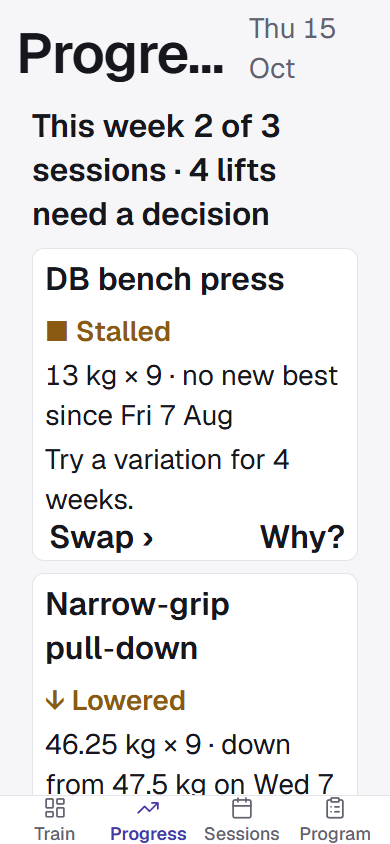 Progre...
Thu 15
Oct
This week 2 of 3
sessions · 4 lifts
need a decision
DB bench press
■ Stalled
13 kg × 9 · no new best
since Fri 7 Aug
Try a variation for 4
weeks.
Swap › Why?
Narrow-grip
pull-down
↓ Lowered
46.25 kg × 9 · down
from 47.5 kg on Wed 7
Train Progress Sessions Program